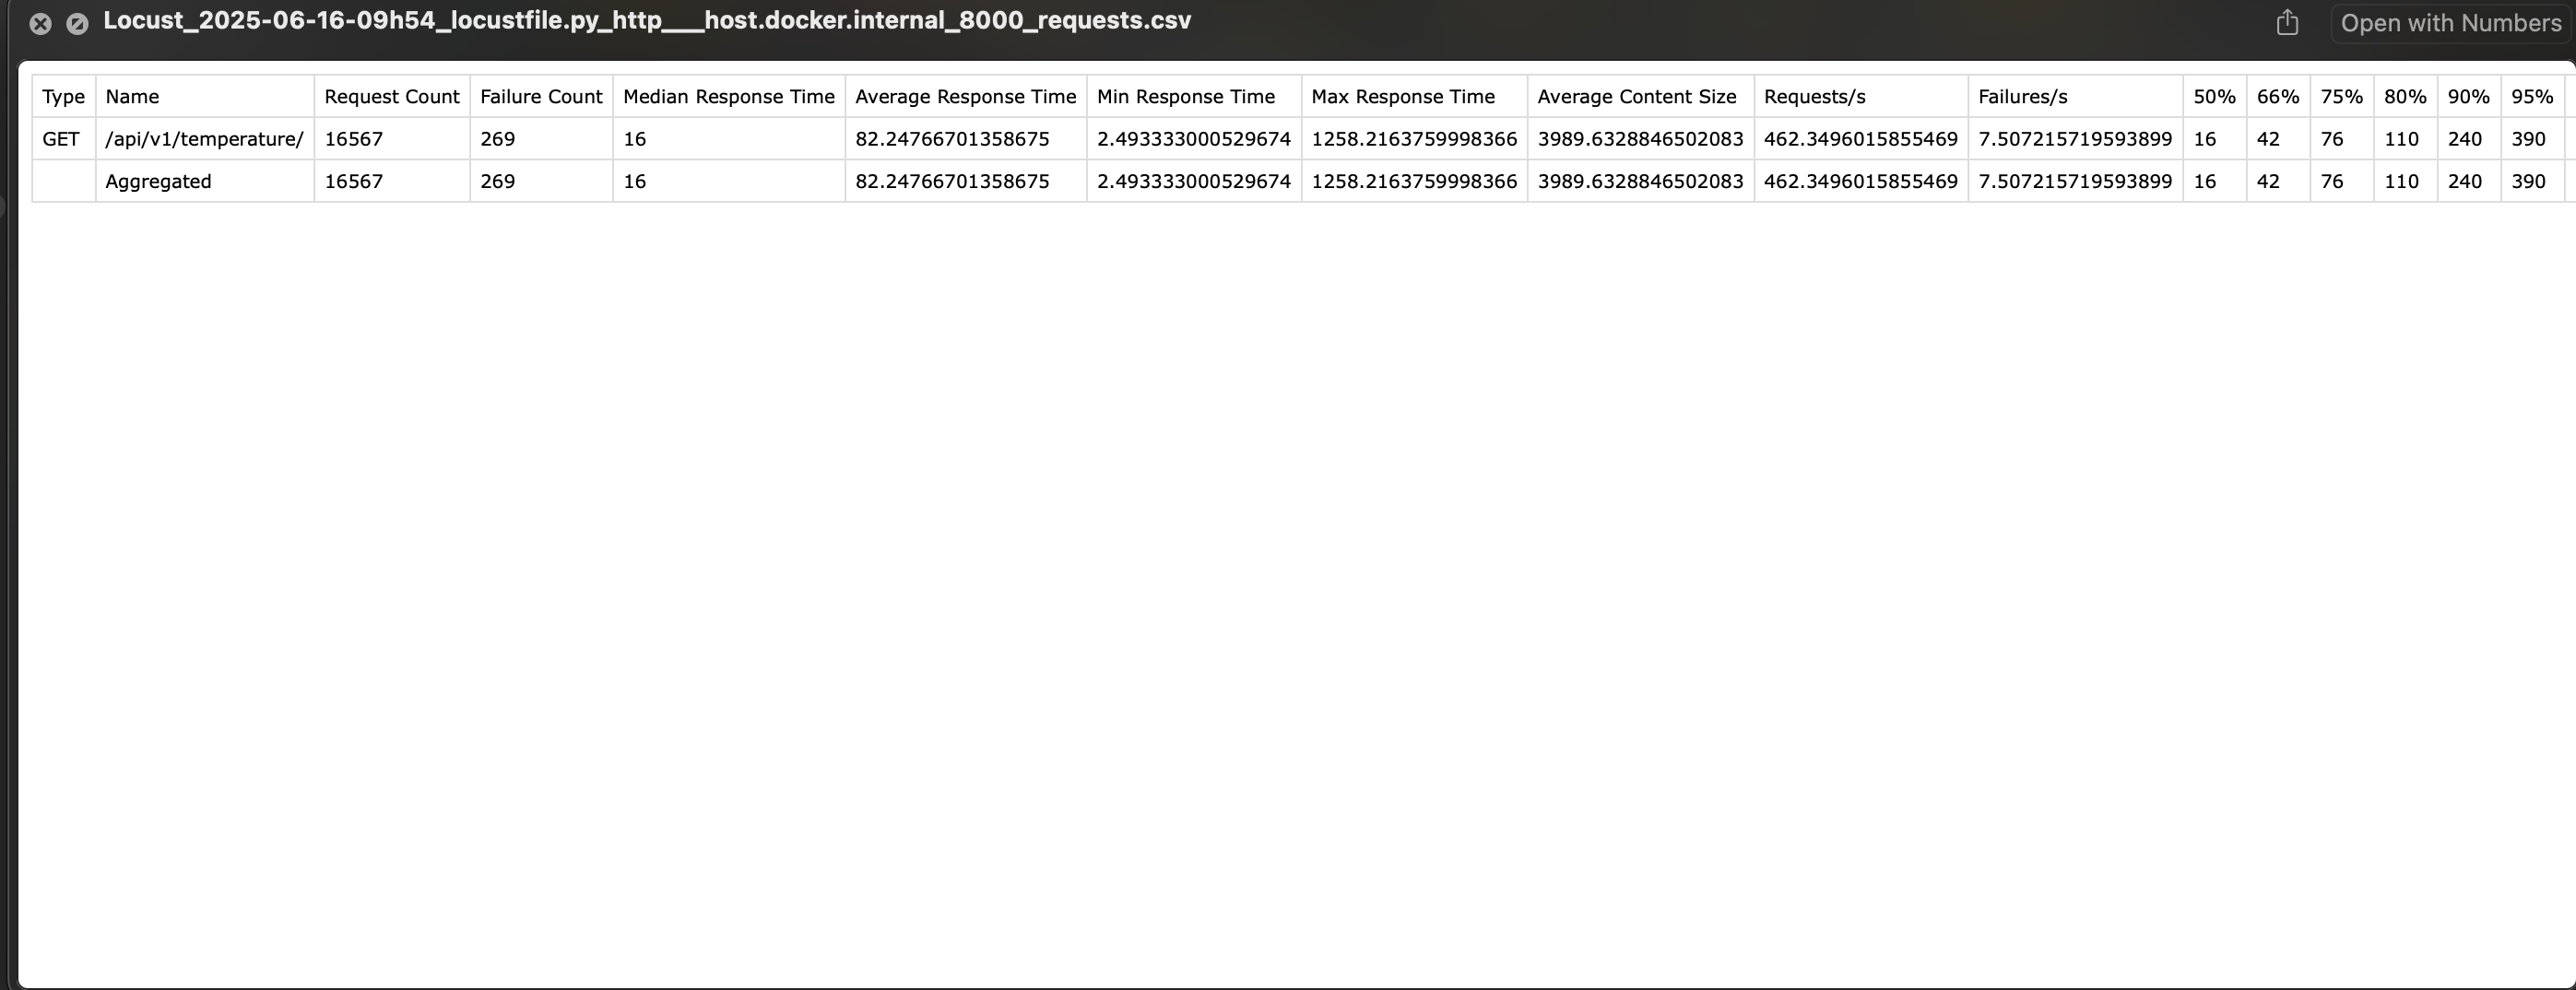 Locust_2025-06-16-09h54_locustfile.py_http___host.docker.internal_8000_requests.csv Open with Numbers
Type Name Request Count Failure Count Median Response Time Average Response Time Min Response Time Max Response Time Average Content Size Requests/s Failures/s 50% 66% 75% 80% 90% 95%
GET /api/v1/temperature/ 16567 269 16 82.24766701358675 2.493333000529674 1258.2163759998366 3989.6328846502083 462.3496015855469 7.507215719593899 16 42 76 110 240 390
Aggregated 16567 269 16 82.24766701358675 2.493333000529674 1258.2163759998366 3989.6328846502083 462.3496015855469 7.507215719593899 16 42 76 110 240 390